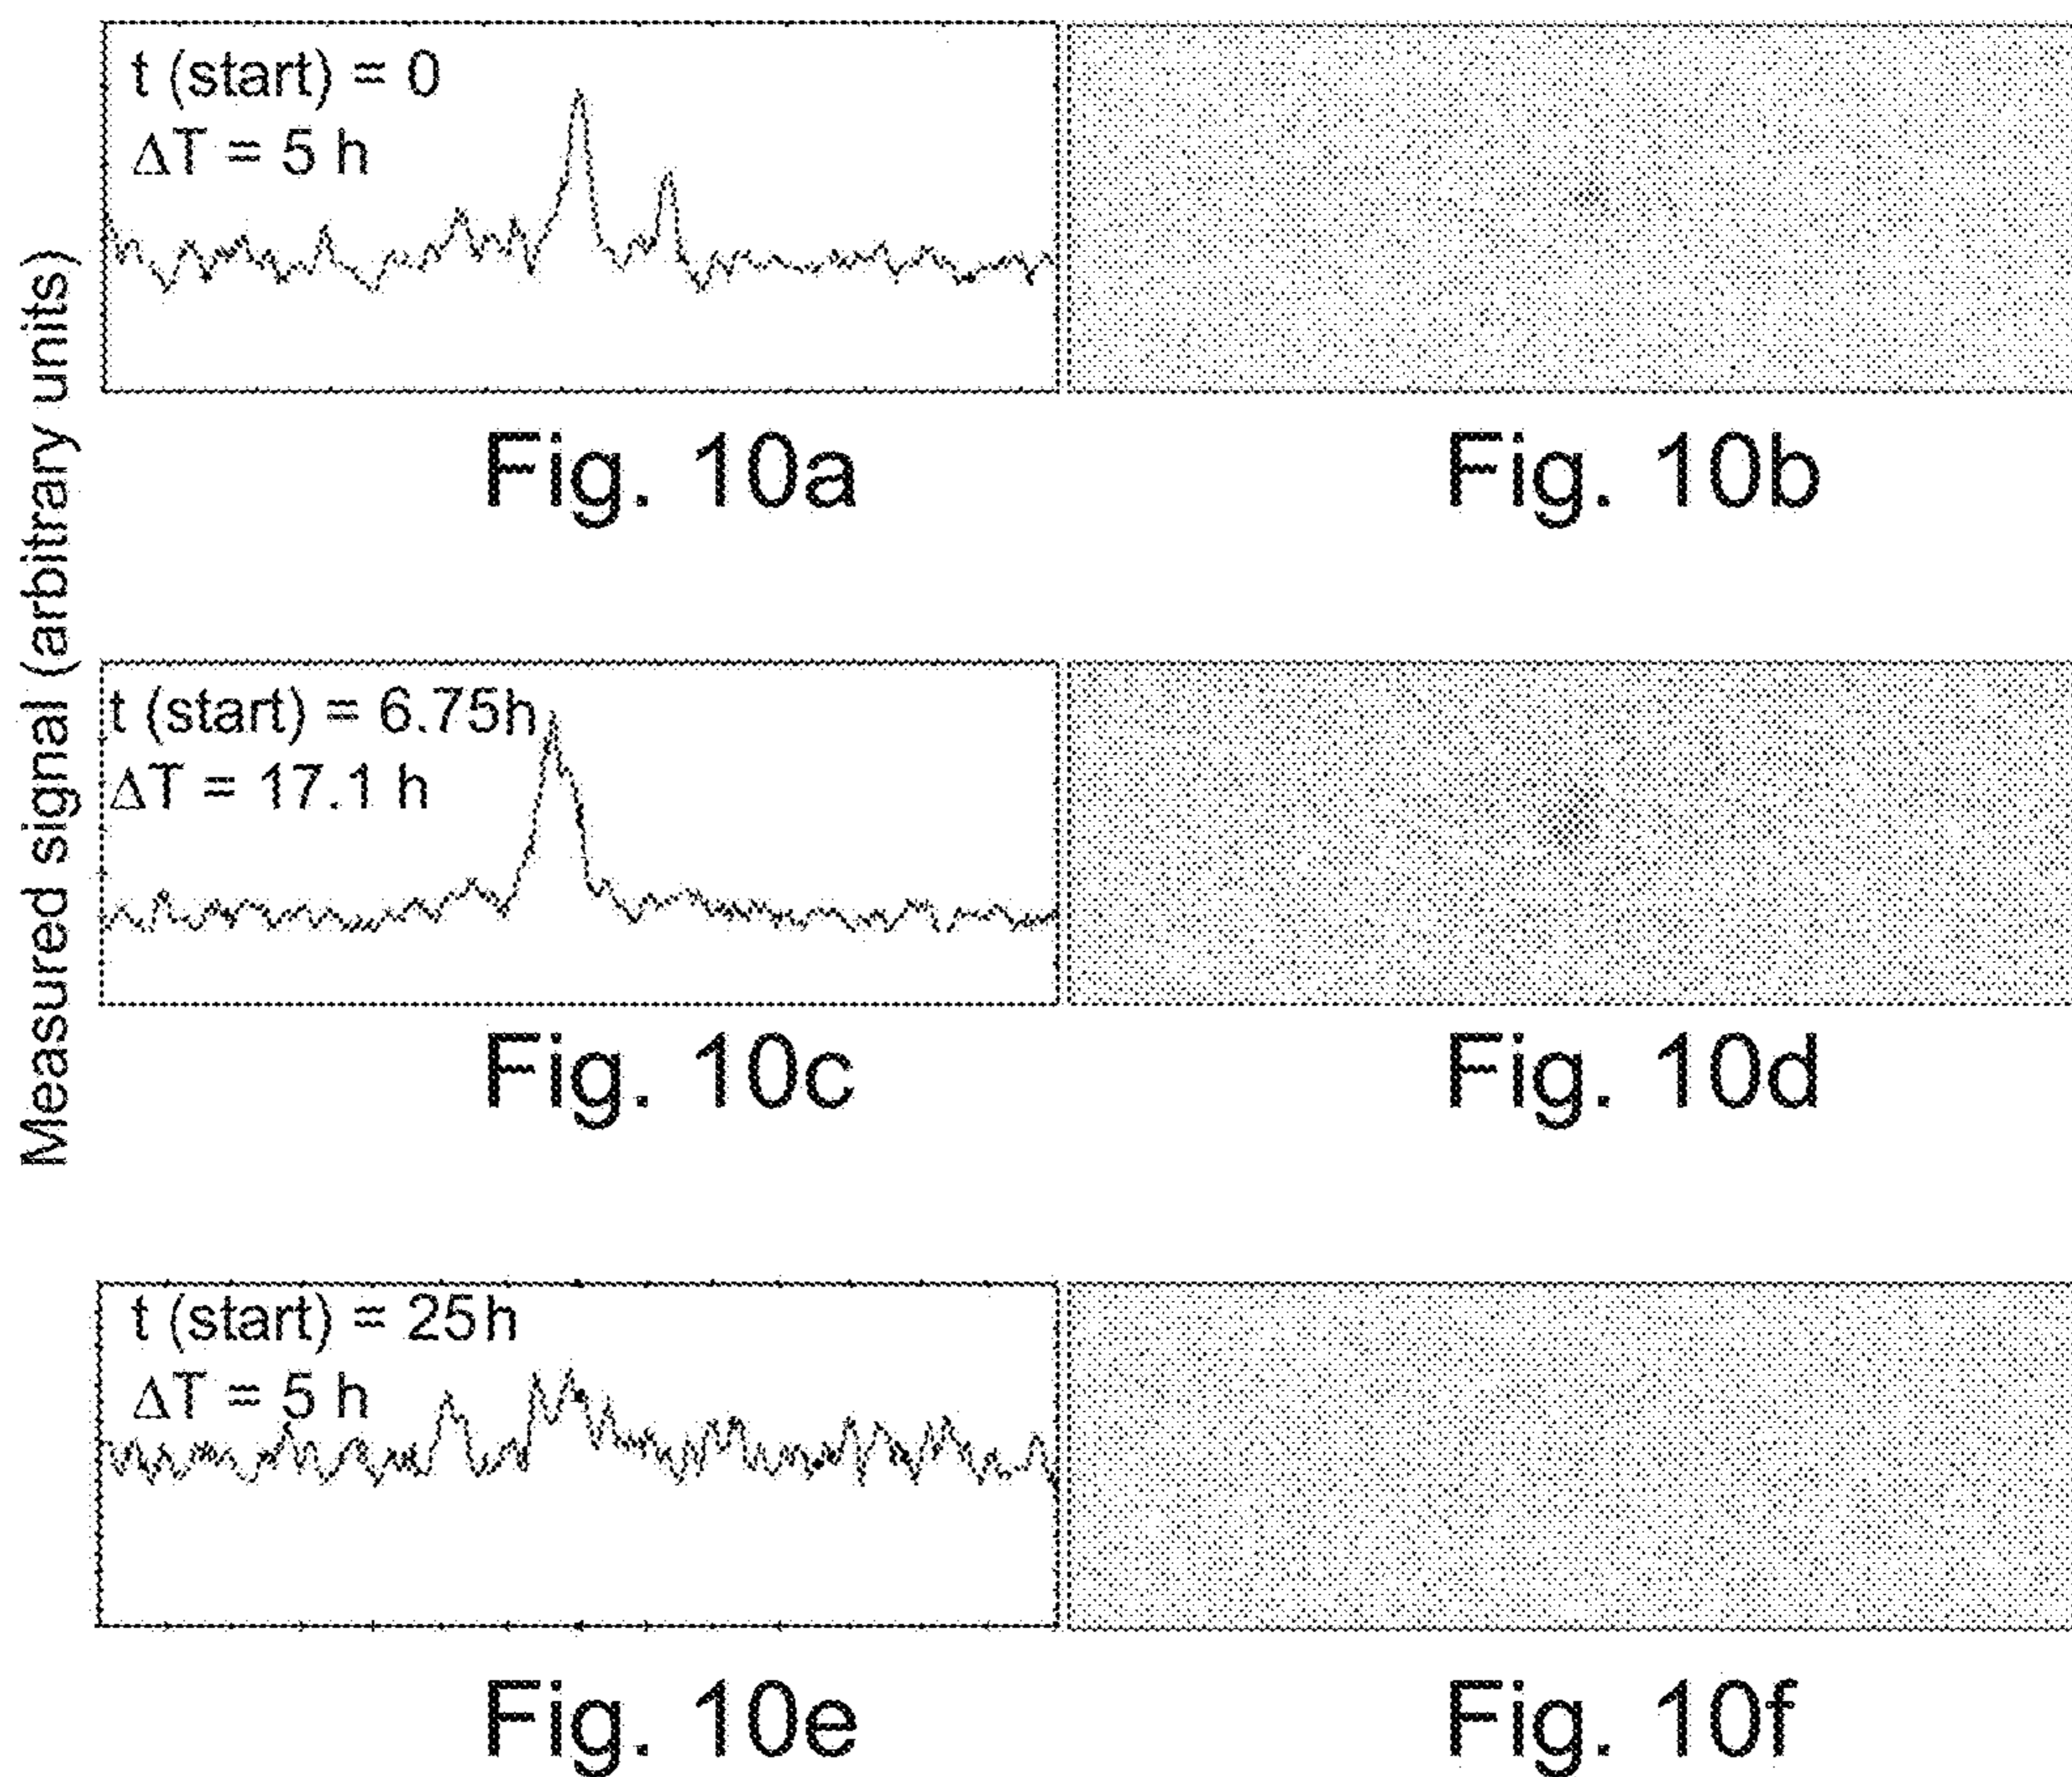 Measured signal (arbitrary units)
t (start) = 0
ΔT = 5 h
Fig. 10a
Fig. 10b
t (start) = 6.75h
ΔT = 17.1 h
Fig. 10c
Fig. 10d
t (start) = 25h
ΔT = 5 h
Fig. 10e
Fig. 10f